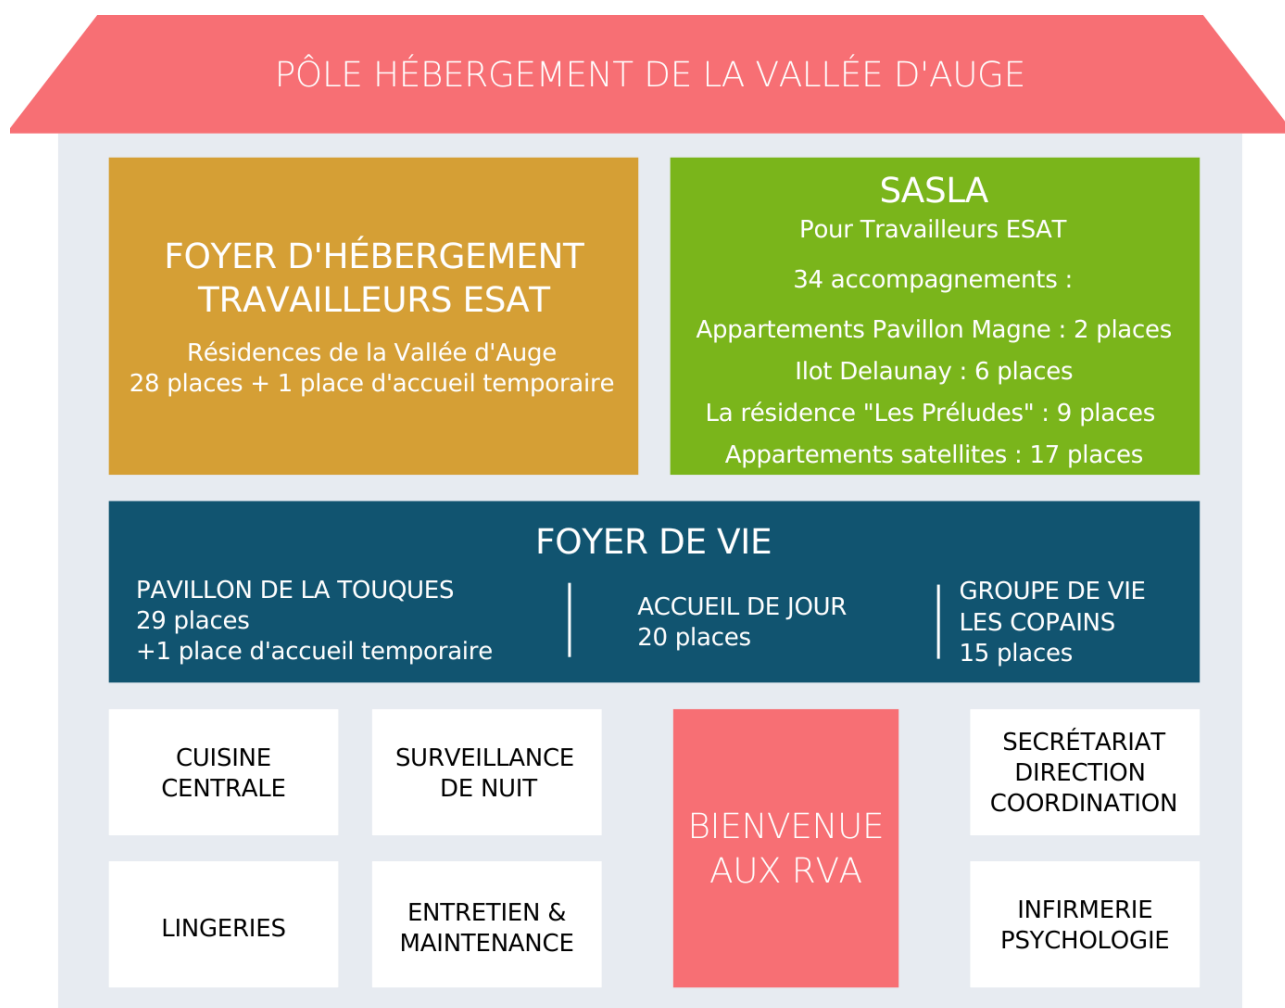 PÔLE HÉBERGEMENT DE LA VALLÉE D'AUGE
FOYER D'HÉBERGEMENT
TRAVAILLEURS ESAT
Résidences de la Vallée d'Auge
28 places + 1 place d'accueil temporaire
SASLA
Pour Travailleurs ESAT
34 accompagnements :
Appartements Pavillon Magne : 2 places
Ilot Delaunay : 6 places
La résidence "Les Préludes" : 9 places
Appartements satellites : 17 places
FOYER DE VIE
PAVILLON DE LA TOUQUES
29 places
+1 place d'accueil temporaire
ACCUEIL DE JOUR
20 places
GROUPE DE VIE
LES COPAINS
15 places
CUISINE
CENTRALE
SURVEILLANCE
DE NUIT
LINGERIES
ENTRETIEN &
MAINTENANCE
BIENVENUE
AUX RVA
SECRÉTARIAT
DIRECTION
COORDINATION
INFIRMERIE
PSYCHOLOGIE